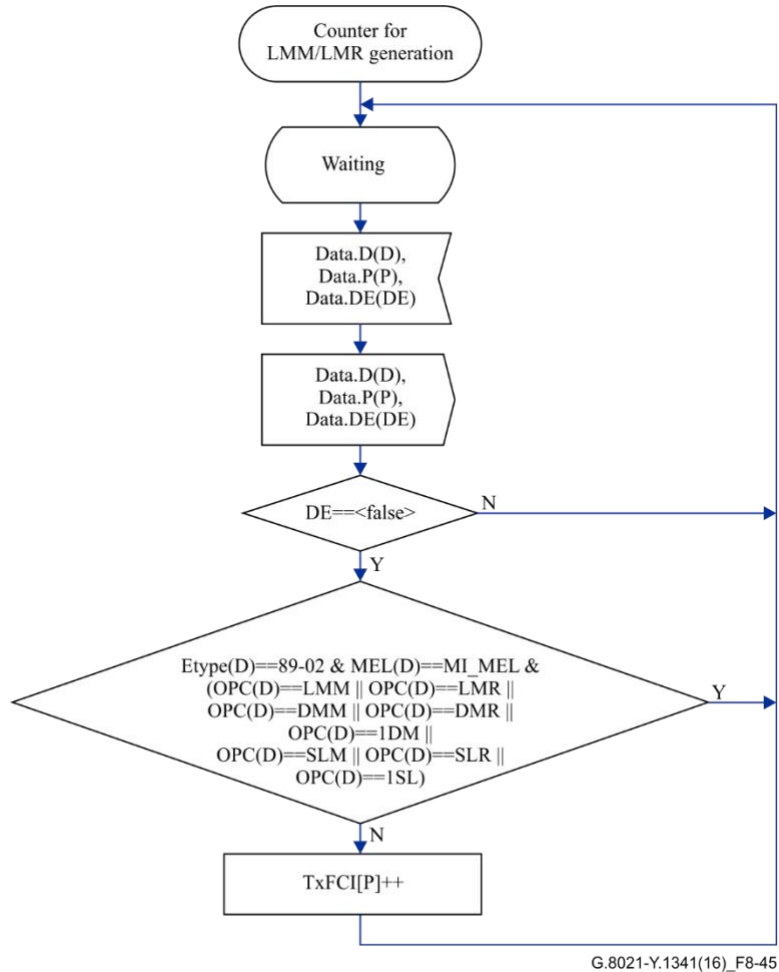 Counter for
LMM/LMR generation
Waiting
Data.D(D),
Data.P(P),
Data.DE(DE)
Data.D(D),
Data.P(P),
Data.DE(DE)
DE==<false>
N
Y
Etype(D)==89-02 & MEL(D)==MI_MEL &
(OPC(D)==LMM || OPC(D)==LMR ||
OPC(D)==DMM || OPC(D)==DMR ||
OPC(D)==1DM ||
OPC(D)==SLM || OPC(D)==SLR ||
OPC(D)==1SL)
Y
N
TxFCl[P]++
G.8021-Y.1341(16)_F8-45